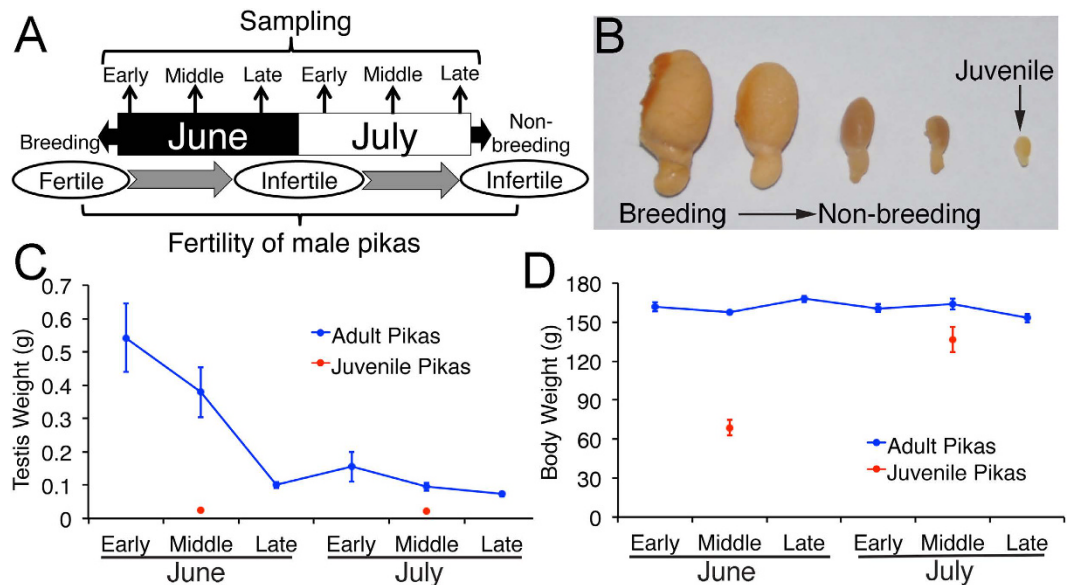 A
Sampling
Early Middle Late Early Middle Late
June July
Breeding
Non-
breeding
Fertile Infertile Infertile
Fertility of male pikas
B
Juvenile
Breeding Non-breeding
C
Testis Weight (g)
0.7
0.6
0.5
0.4
0.3
0.2
0.1
0
Adult Pikas
Juvenile Pikas
Early Middle Late Early Middle Late
June July
D
Body Weight (g)
180
150
120
90
60
30
0
Adult Pikas
Juvenile Pikas
Early Middle Late Early Middle Late
June July